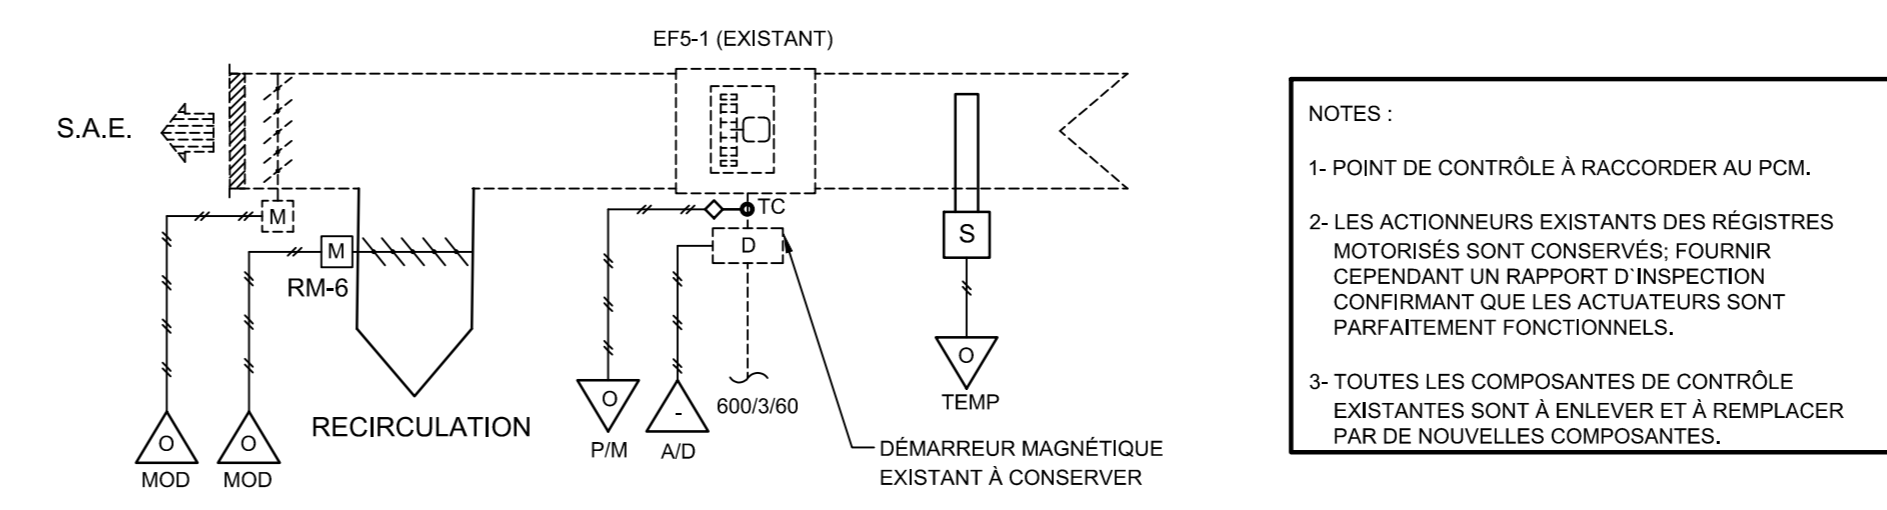 EF5-1 (EXISTANT)
S.A.E.
M
TC
D
S
M
RM-6
RECIRCULATION
O
MOD
O
MOD
O
P/M
-
A/D
600/3/60
O
TEMP
DÉMARREUR MAGNÉTIQUE
EXISTANT À CONSERVER
NOTES :
1- POINT DE CONTRÔLE À RACCORDER AU PCM.
2- LES ACTIONNEURS EXISTANTS DES RÉGISTRES
MOTORISÉS SONT CONSERVÉS; FOURNIR
CEPENDANT UN RAPPORT D`INSPECTION
CONFIRMANT QUE LES ACTUATEURS SONT
PARFAITEMENT FONCTIONNELS.
3- TOUTES LES COMPOSANTES DE CONTRÔLE
EXISTANTES SONT À ENLEVER ET À REMPLACER
PAR DE NOUVELLES COMPOSANTES.